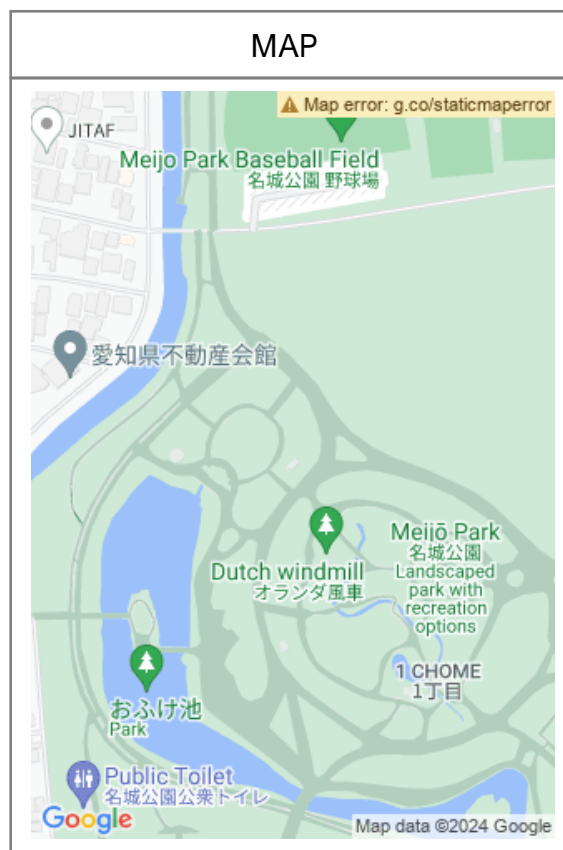 MAP
Map error: g.co/staticmaperror
JITAF
Meijo Park Baseball Field
名城公園 野球場
愛知県不動産会館
Dutch windmill
オランダ風車
Meijō Park
名城公園
Landscaped
park with
recreation
options
1 CHOME
1丁目
おふけ池
Park
Public Toilet
名城公園公衆トイレ
Google
Map data ©2024 Google